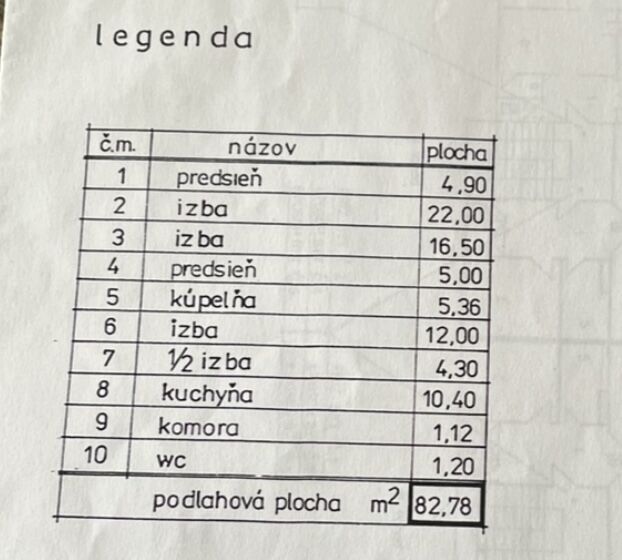 legenda
č.m. názov plocha
1 predsieň 4,90
2 izba 22,00
3 izba 16,50
4 predsieň 5,00
5 kúpelňa 5,36
6 izba 12,00
7 1/2 izba 4,30
8 kuchyňa 10,40
9 komora 1,12
10 wc 1,20
podlahová plocha m² 82,78